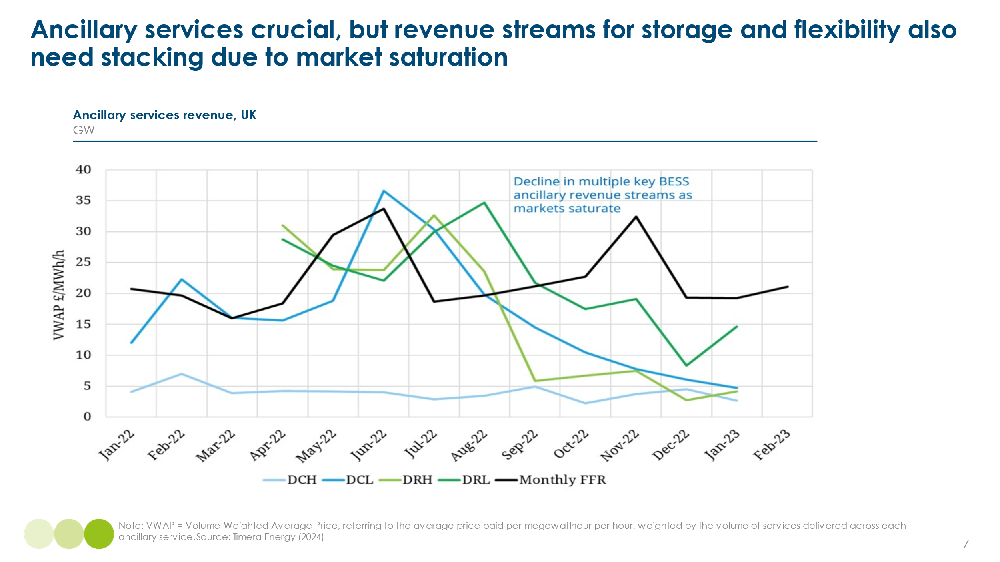 Ancillary services crucial, but revenue streams for storage and flexibility also
need stacking due to market saturation
Ancillary services revenue, UK
GW
Decline in multiple key BESS
ancillary revenue streams as
markets saturate
VWAP £/MWh/h
40
35
30
25
20
15
10
5
0
Jan-22
Feb-22
Mar-22
Apr-22
May-22
Jun-22
Jul-22
Aug-22
Sep-22
Oct-22
Nov-22
Dec-22
Jan-23
Feb-23
DCH
DCL
DRH
DRL
Monthly FFR
Note: VWAP = Volume-Weighted Average Price, referring to the average price paid per megawatt-hour per hour, weighted by the volume of services delivered across each
ancillary service.Source: Timera Energy (2024)
7